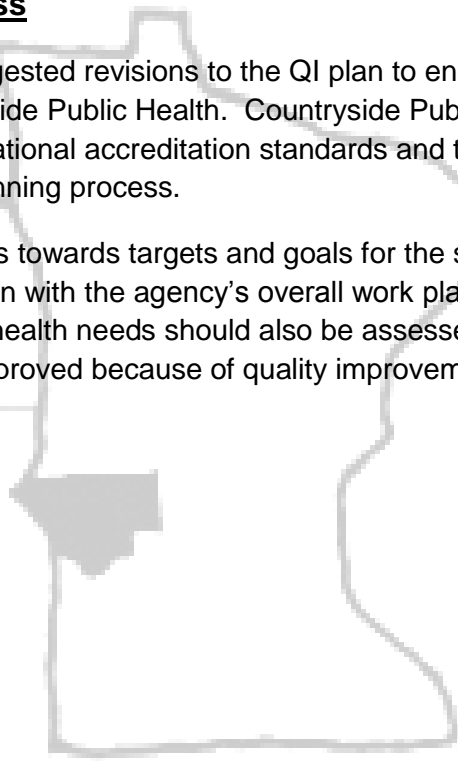 ss
gested revisions to the QI plan to en
ide Public Health. Countryside Pub
ational accreditation standards and t
nning process.
s towards targets and goals for the s
n with the agency's overall work pla
health needs should also be assesse
proved because of quality improvem